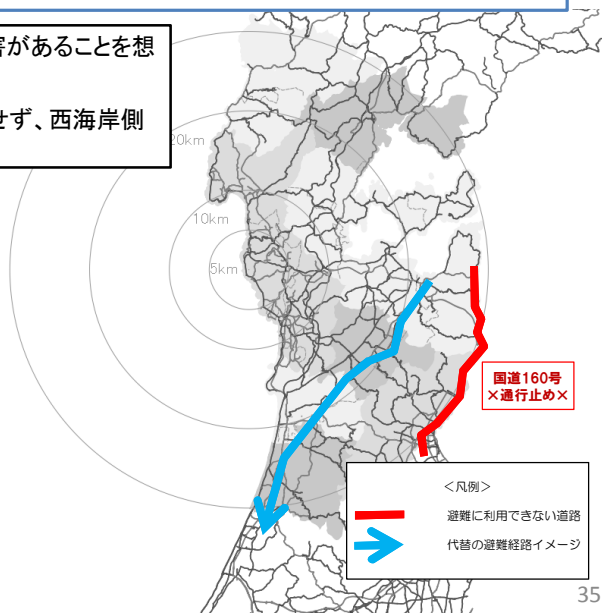 害があることを想
せず、西海岸側
20km
10km
5km
国道160号
×通行止め×
<凡例>
避難に利用できない道路
代替の避難経路イメージ
35